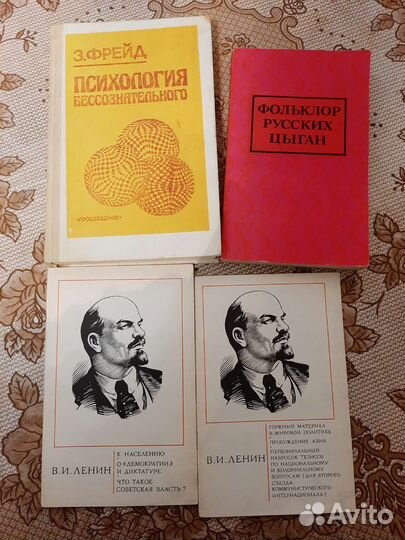 З.ФРЕЙД
ПСИХОЛОГИЯ
БЕССОЗНАТЕЛЬНОГО
«ПРОСВЕЩЕНИЕ»
ФОЛЬКЛОР
РУССКИХ
ЦЫГАН
В.И.ЛЕНИН
К НАСЕЛЕНИЮ
О «ДЕМОКРАТИИ»
И ДИКТАТУРЕ
ЧТО ТАКОЕ
СОВЕТСКАЯ ВЛАСТЬ?
В.И.ЛЕНИН
ГОРЮЧИЙ МАТЕРИАЛ
В МИРОВОЙ ПОЛИТИКЕ
ПРОБУЖДЕНИЕ АЗИИ
ПЕРВОНАЧАЛЬНЫЙ
НАБРОСОК ТЕЗИСОВ
ПО НАЦИОНАЛЬНОМУ
И КОЛОНИАЛЬНОМУ
ВОПРОСАМ (ДЛЯ ВТОРОГО
СЪЕЗДА
КОММУНИСТИЧЕСКОГО
ИНТЕРНАЦИОНАЛА)
Avito